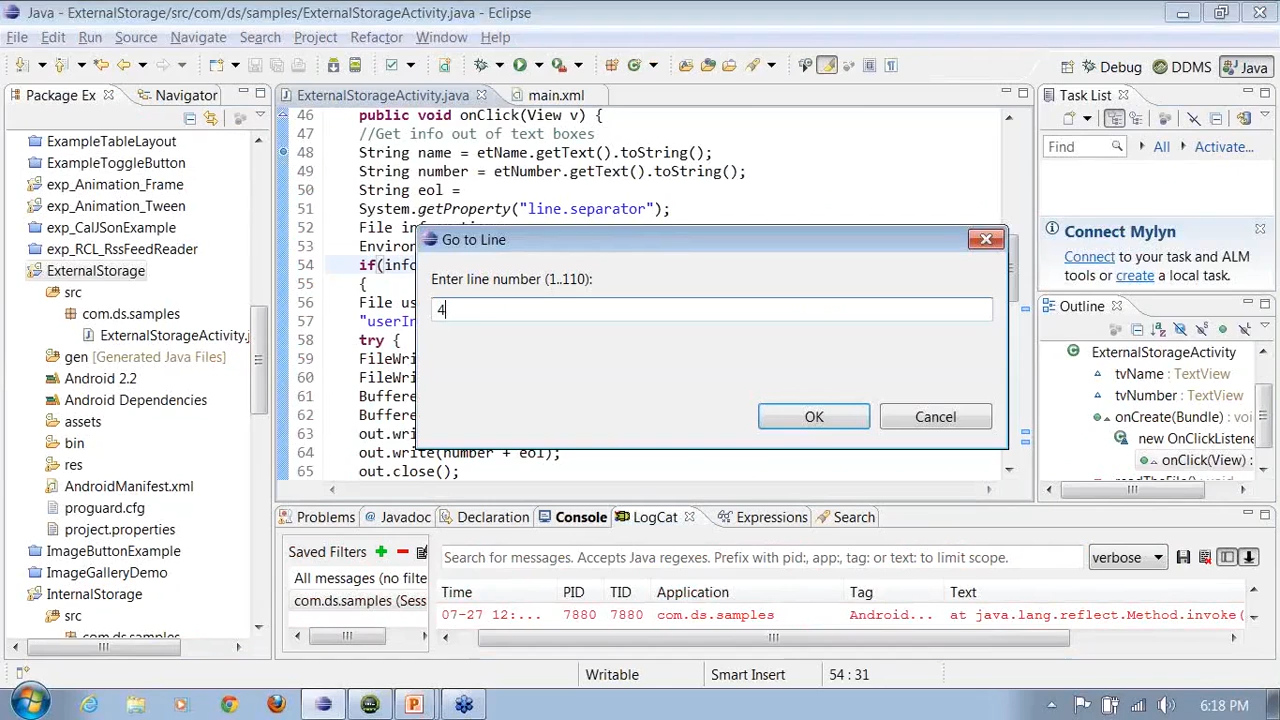 Java - ExternalStorage/src/com/ds/samples/ExternalStorageActivity.java - Eclipse
File Edit Run Source Navigate Search Project Refactor Window Help
Debug DDMS Java
Package Ex Navigator
ExampleTableLayout
ExampleToggleButton
exp_Animation_Frame
exp_Animation_Tween
exp_CalJSonExample
exp_RCL_RssFeedReader
ExternalStorage
src
com.ds.samples
ExternalStorageActivity.j
gen [Generated Java Files]
Android 2.2
Android Dependencies
assets
bin
res
AndroidManifest.xml
proguard.cfg
project.properties
ImageButtonExample
ImageGalleryDemo
InternalStorage
src
com.ds.samples
ExternalStorageActivity.java main.xml
46 public void onClick(View v) {
47 //Get info out of text boxes
48 String name = etName.getText().toString();
49 String number = etNumber.getText().toString();
50 String eol =
51 System.getProperty("line.separator");
52 File inf
53 Environ
54 if(info
55 {
56 File us
57 "userIn
58 try {
59 FileWri
60 FileWri
61 Buffere
62 Buffere
63 out.wri
64 out.write(number + eol);
65 out.close();
Go to Line
Enter line number (1..110):
4
OK Cancel
Task List
Find All Activate...
Connect Mylyn
Connect to your task and ALM
tools or create a local task.
Outline
ExternalStorageActivity
tvName : TextView
tvNumber : TextView
onCreate(Bundle) : voi
new OnClickListene
onClick(View) :
Problems Javadoc Declaration Console LogCat Expressions Search
Saved Filters
Search for messages. Accepts Java regexes. Prefix with pid:, app:, tag: or text: to limit scope.
verbose
All messages (no filte
com.ds.samples (Sess
Time PID TID Application Tag Text
07-27 12:... 7880 7880 com.ds.samples Android... at java.lang.reflect.Method.invoke(
Writable Smart Insert 54 : 31
6:18 PM